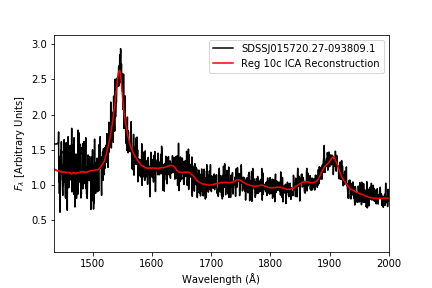 3.0
2.5
2.0
1.5
1.0
0.5
F_λ [Arbitrary Units]
SDSSJ015720.27-093809.1
Reg 10c ICA Reconstruction
1500 1600 1700 1800 1900 2000
Wavelength (Å)